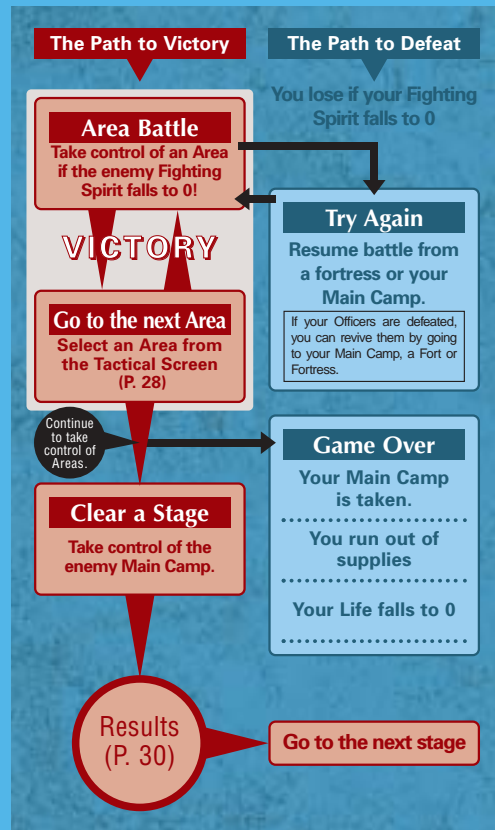 The Path to Victory
The Path to Defeat
You lose if your Fighting
Spirit falls to 0
Area Battle
Take control of an Area
if the enemy Fighting
Spirit falls to 0!
VICTORY
Try Again
Resume battle from
a fortress or your
Main Camp.
If your Officers are defeated,
you can revive them by going
to your Main Camp, a Fort or
Fortress.
Go to the next Area
Select an Area from
the Tactical Screen
(P. 28)
Continue
to take
control of
Areas.
Game Over
Your Main Camp
is taken.
You run out of
supplies
Your Life falls to 0
Clear a Stage
Take control of the
enemy Main Camp.
Results
(P. 30)
Go to the next stage